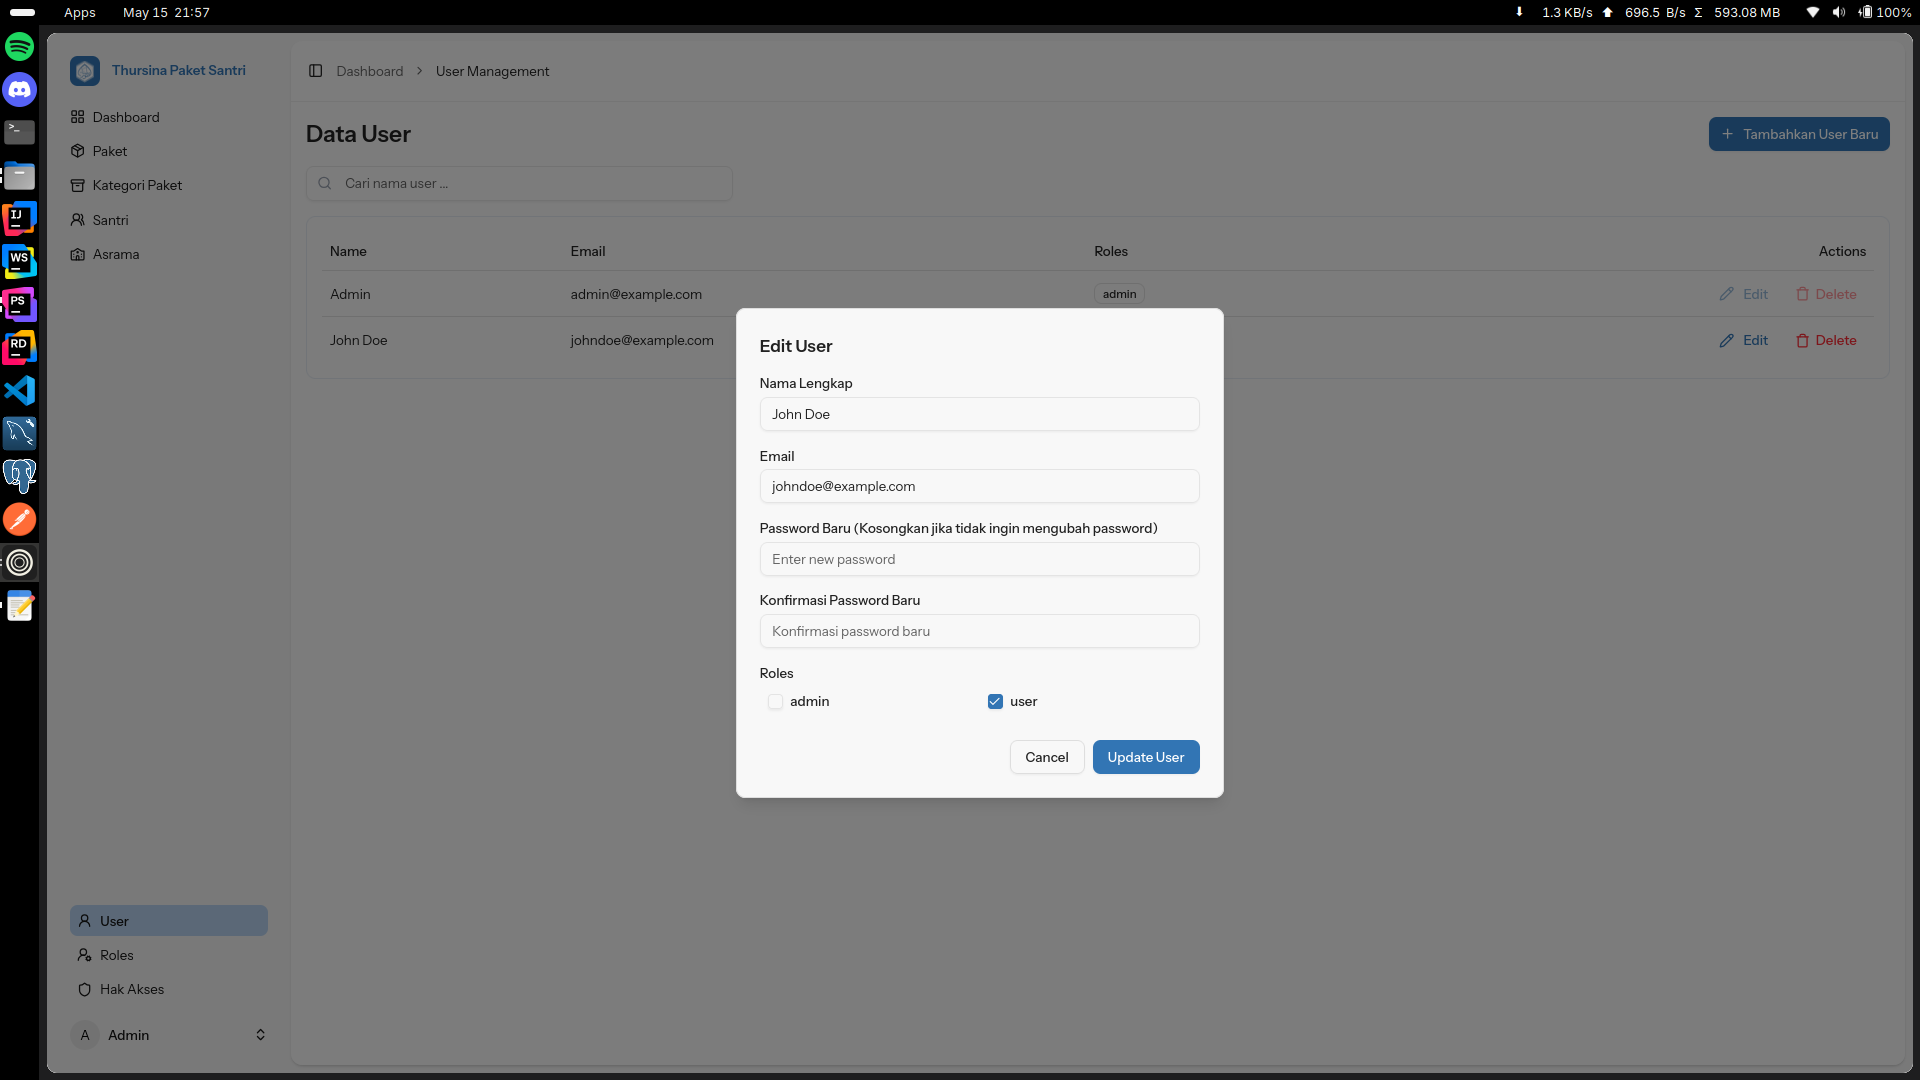 Apps May 15 21:57 1.3 KB/s 696.5 B/s Σ 593.08 MB 100%
Thursina Paket Santri
Dashboard
Paket
Kategori Paket
Santri
Asrama
User
Roles
Hak Akses
A Admin
Dashboard > User Management
Data User
+ Tambahkan User Baru
Cari nama user ...
Name Email Roles Actions
Admin admin@example.com admin Edit Delete
John Doe johndoe@example.com Edit Delete
Edit User
Nama Lengkap
John Doe
Email
johndoe@example.com
Password Baru (Kosongkan jika tidak ingin mengubah password)
Enter new password
Konfirmasi Password Baru
Konfirmasi password baru
Roles
admin user
Cancel Update User
>_
IJ
WS
PS
RD